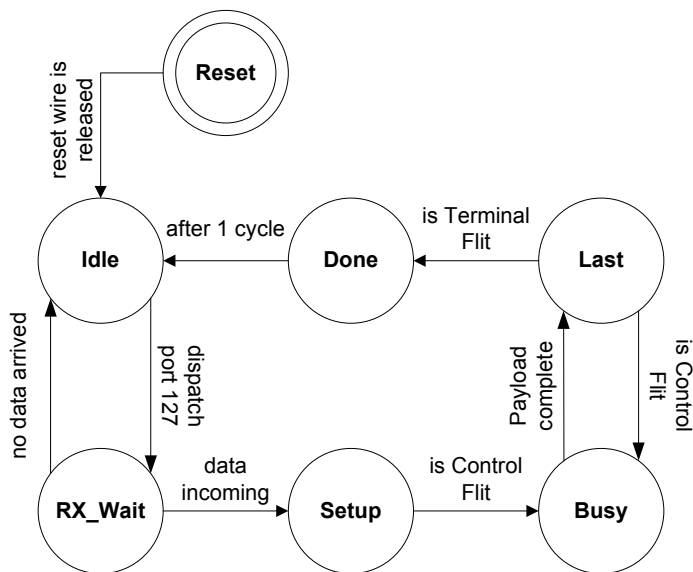 Reset
reset wire is
released
Idle
after 1 cycle
Done
is Terminal
Flit
Last
no data arrived
dispatch
port 127
Payload
complete
is Control
Flit
RX_Wait
data
incoming
Setup
is Control
Flit
Busy